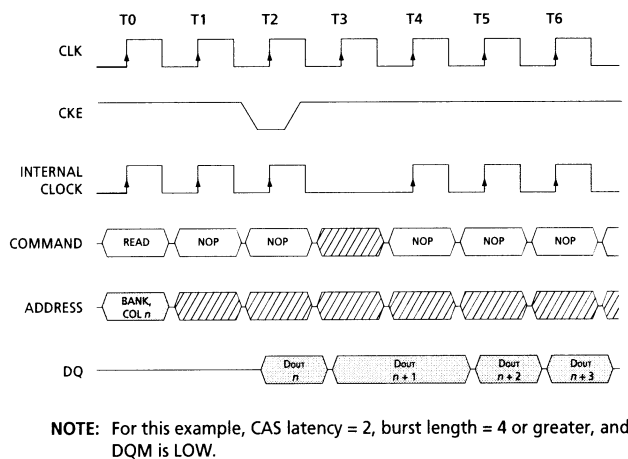 T0 T1 T2 T3 T4 T5 T6
CLK
CKE
INTERNAL
CLOCK
COMMAND READ NOP NOP NOP NOP NOP
ADDRESS BANK,
COL n
DQ DOUT DOUT DOUT DOUT
n n + 1 n + 2 n + 3
NOTE: For this example, CAS latency = 2, burst length = 4 or greater, and
DQM is LOW.